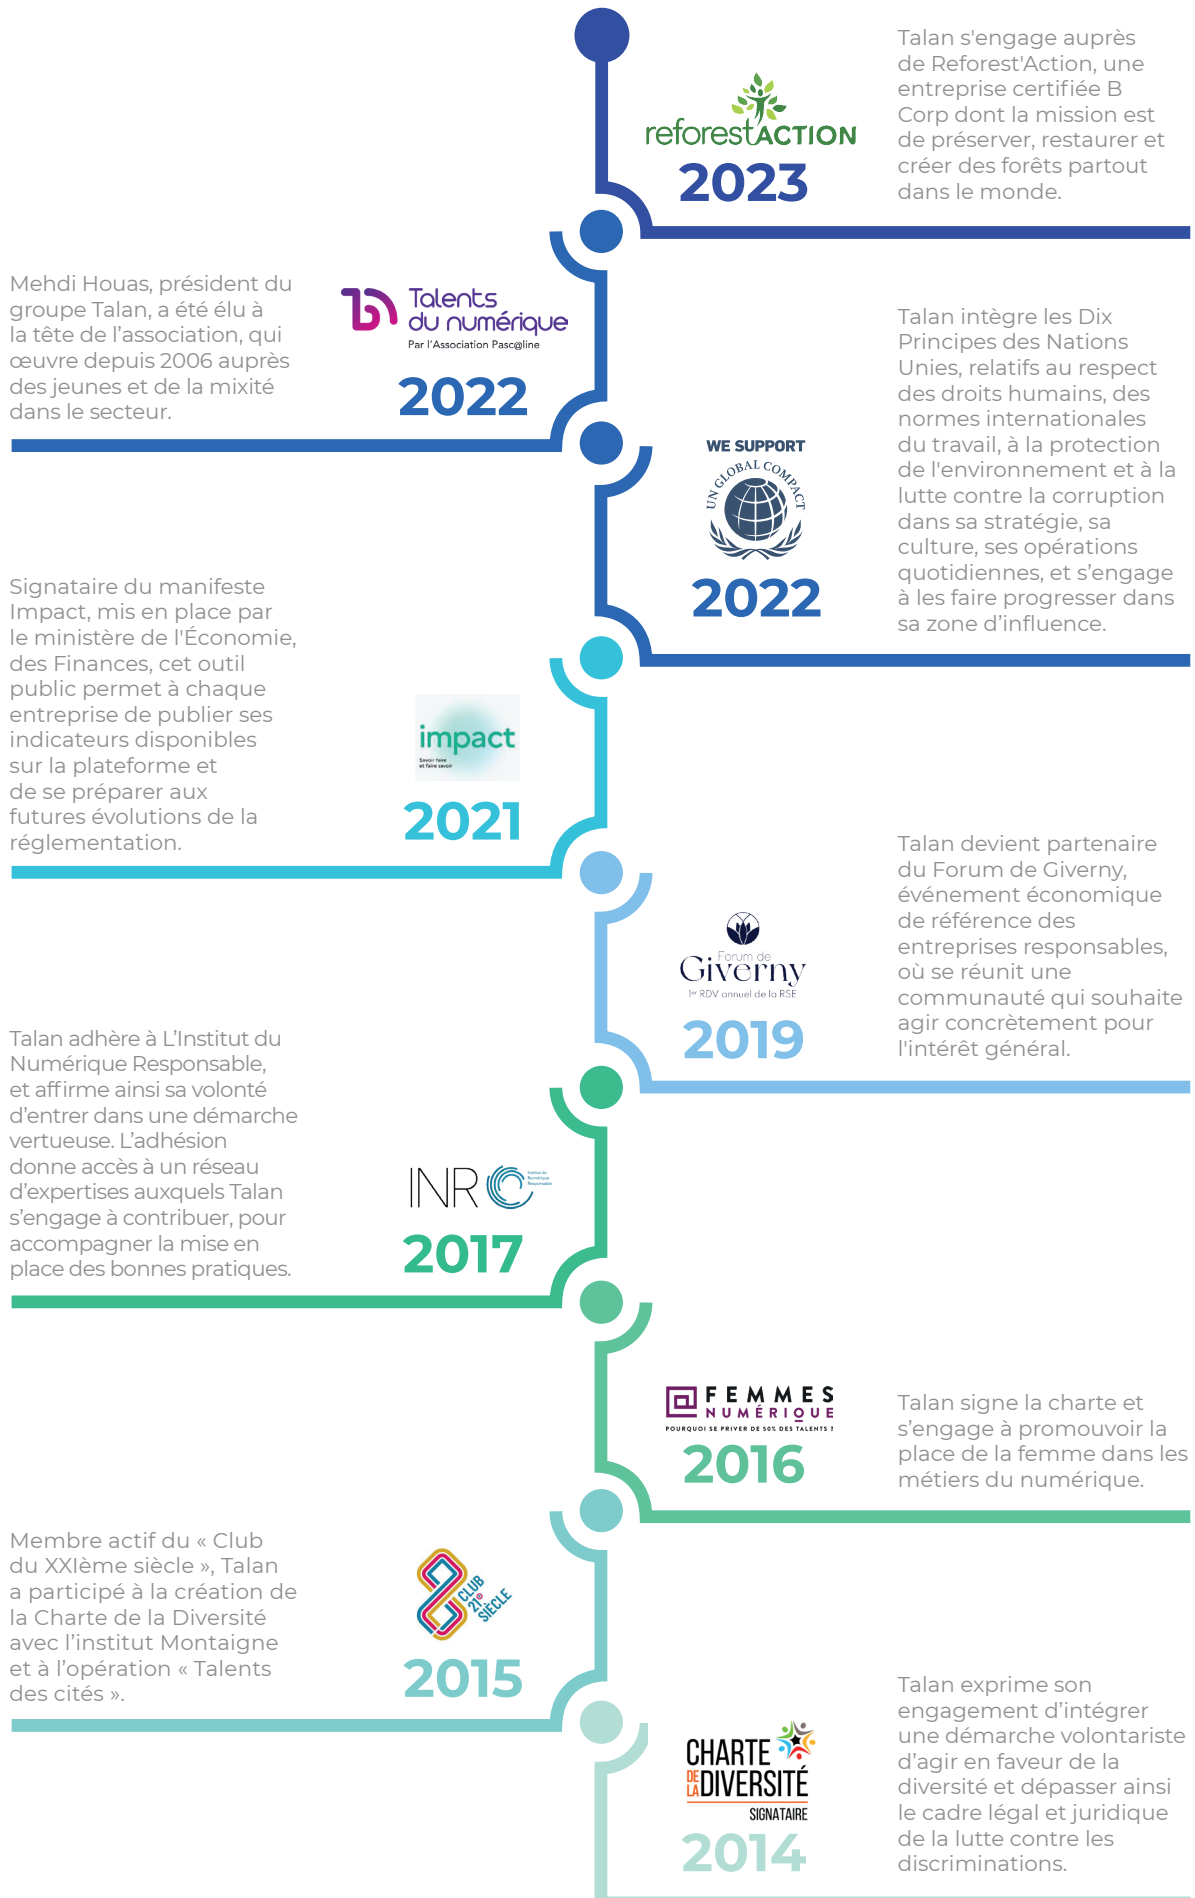 Talan s'engage auprès
de Reforest'Action, une
entreprise certifiée B
Corp dont la mission est
de préserver, restaurer et
créer des forêts partout
dans le monde.
reforestACTION
2023
Mehdi Houas, président du
groupe Talan, a été élu à
la tête de l’association, qui
œuvre depuis 2006 auprès
des jeunes et de la mixité
dans le secteur.
Talents
du numérique
Par l'Association Pasc@line
2022
Talan intègre les Dix
Principes des Nations
Unies, relatifs au respect
des droits humains, des
normes internationales
du travail, à la protection
de l'environnement et à la
lutte contre la corruption
dans sa stratégie, sa
culture, ses opérations
quotidiennes, et s’engage
à les faire progresser dans
sa zone d’influence.
WE SUPPORT
UN GLOBAL COMPACT
2022
Signataire du manifeste
Impact, mis en place par
le ministère de l'Économie,
des Finances, cet outil
public permet à chaque
entreprise de publier ses
indicateurs disponibles
sur la plateforme et
de se préparer aux
futures évolutions de la
réglementation.
impact
Savoir faire
et faire savoir
2021
Talan devient partenaire
du Forum de Giverny,
événement économique
de référence des
entreprises responsables,
où se réunit une
communauté qui souhaite
agir concrètement pour
l'intérêt général.
Forum de
Giverny
1er RDV annuel de la RSE
2019
Talan adhère à L’Institut du
Numérique Responsable,
et affirme ainsi sa volonté
d’entrer dans une démarche
vertueuse. L’adhésion
donne accès à un réseau
d’expertises auxquels Talan
s’engage à contribuer, pour
accompagner la mise en
place des bonnes pratiques.
INR
Institut du
Numérique
Responsable
2017
FEMMES
NUMÉRIQUE
POURQUOI SE PRIVER DE 50% DES TALENTS ?
2016
Talan signe la charte et
s’engage à promouvoir la
place de la femme dans les
métiers du numérique.
Membre actif du « Club
du XXIème siècle », Talan
a participé à la création de
la Charte de la Diversité
avec l’institut Montaigne
et à l’opération « Talents
des cités ».
CLUB
21e
SIÈCLE
2015
Talan exprime son
engagement d’intégrer
une démarche volontariste
d’agir en faveur de la
diversité et dépasser ainsi
le cadre légal et juridique
de la lutte contre les
discriminations.
CHARTE
DE LA DIVERSITÉ
SIGNATAIRE
2014